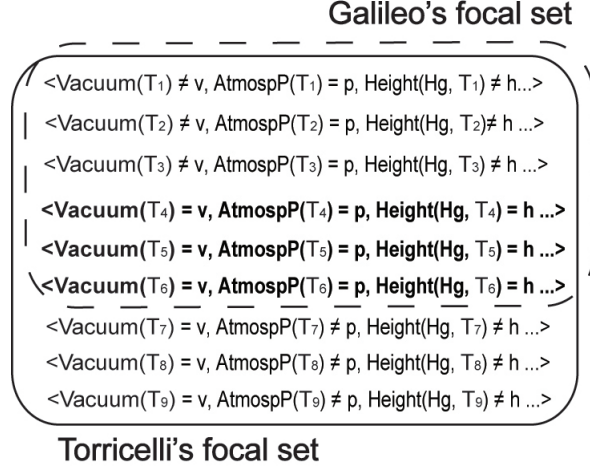 Galileo's focal set
<Vacuum(T₁) ≠ v, AtmospP(T₁) = p, Height(Hg, T₁) ≠ h...>
<Vacuum(T₂) ≠ v, AtmospP(T₂) = p, Height(Hg, T₂)≠ h ...>
<Vacuum(T₃) ≠ v, AtmospP(T₃) = p, Height(Hg, T₃) ≠ h ...>
<Vacuum(T₄) = v, AtmospP(T₄) = p, Height(Hg, T₄) = h ...>
<Vacuum(T₅) = v, AtmospP(T₅) = p, Height(Hg, T₅) = h ...>
<Vacuum(T₆) = v, AtmospP(T₆) = p, Height(Hg, T₆) = h ...>
<Vacuum(T₇) = v, AtmospP(T₇) ≠ p, Height(Hg, T₇) ≠ h ...>
<Vacuum(T₈) = v, AtmospP(T₈) ≠ p, Height(Hg, T₈) ≠ h ...>
<Vacuum(T₉) = v, AtmospP(T₉) ≠ p, Height(Hg, T₉) ≠ h ...>
Torricelli's focal set